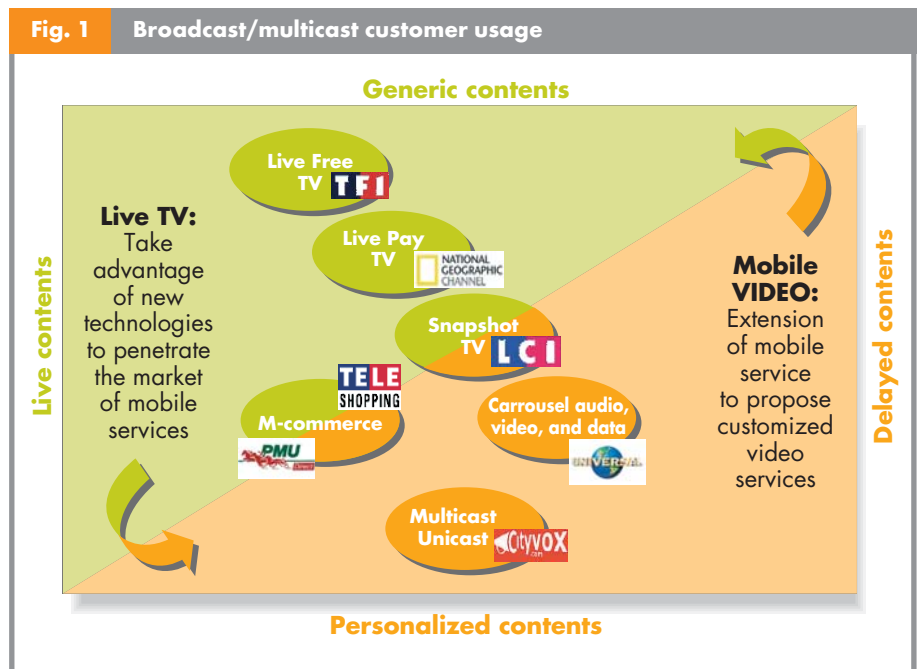 Fig. 1 Broadcast/multicast customer usage
Generic contents
Live contents
Live TV:
Take
advantage
of new
technologies
to penetrate
the market
of mobile
services
Live Free
TV
TF1
Live Pay
TV
NATIONAL
GEOGRAPHIC
CHANNEL
Snapshot
TV
LCI
TELE
SHOPPING
M-commerce
PMU
Direct
Carrousel audio,
video, and data
UNIVERSAL
Multicast
Unicast
Cityvox
.com
Mobile
VIDEO:
Extension
of mobile
service
to propose
customized
video
services
Delayed contents
Personalized contents